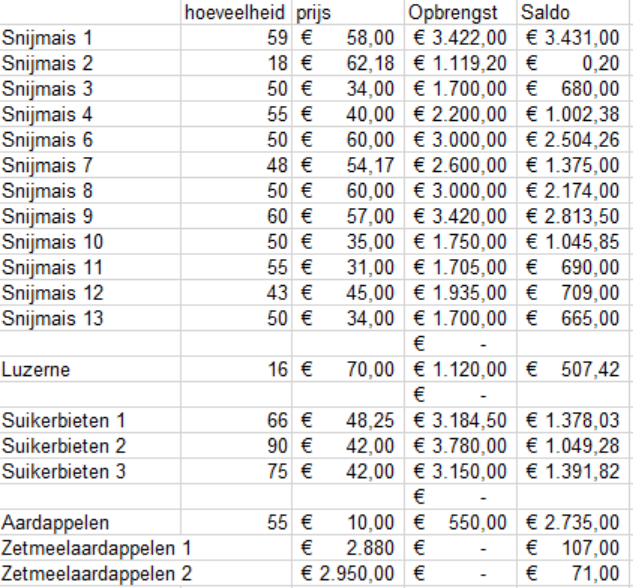 hoeveelheid prijs Opbrengst Saldo
Snijmais 1 59 € 58,00 € 3.422,00 € 3.431,00
Snijmais 2 18 € 62,18 € 1.119,20 € 0,20
Snijmais 3 50 € 34,00 € 1.700,00 € 680,00
Snijmais 4 55 € 40,00 € 2.200,00 € 1.002,38
Snijmais 6 50 € 60,00 € 3.000,00 € 2.504,26
Snijmais 7 48 € 54,17 € 2.600,00 € 1.375,00
Snijmais 8 50 € 60,00 € 3.000,00 € 2.174,00
Snijmais 9 60 € 57,00 € 3.420,00 € 2.813,50
Snijmais 10 50 € 35,00 € 1.750,00 € 1.045,85
Snijmais 11 55 € 31,00 € 1.705,00 € 690,00
Snijmais 12 43 € 45,00 € 1.935,00 € 709,00
Snijmais 13 50 € 34,00 € 1.700,00 € 665,00
€ -
Luzerne 16 € 70,00 € 1.120,00 € 507,42
€ -
Suikerbieten 1 66 € 48,25 € 3.184,50 € 1.378,03
Suikerbieten 2 90 € 42,00 € 3.780,00 € 1.049,28
Suikerbieten 3 75 € 42,00 € 3.150,00 € 1.391,82
€ -
Aardappelen 55 € 10,00 € 550,00 € 2.735,00
Zetmeelaardappelen 1 € 2.880 € - € 107,00
Zetmeelaardappelen 2 € 2.950,00 € - € 71,00